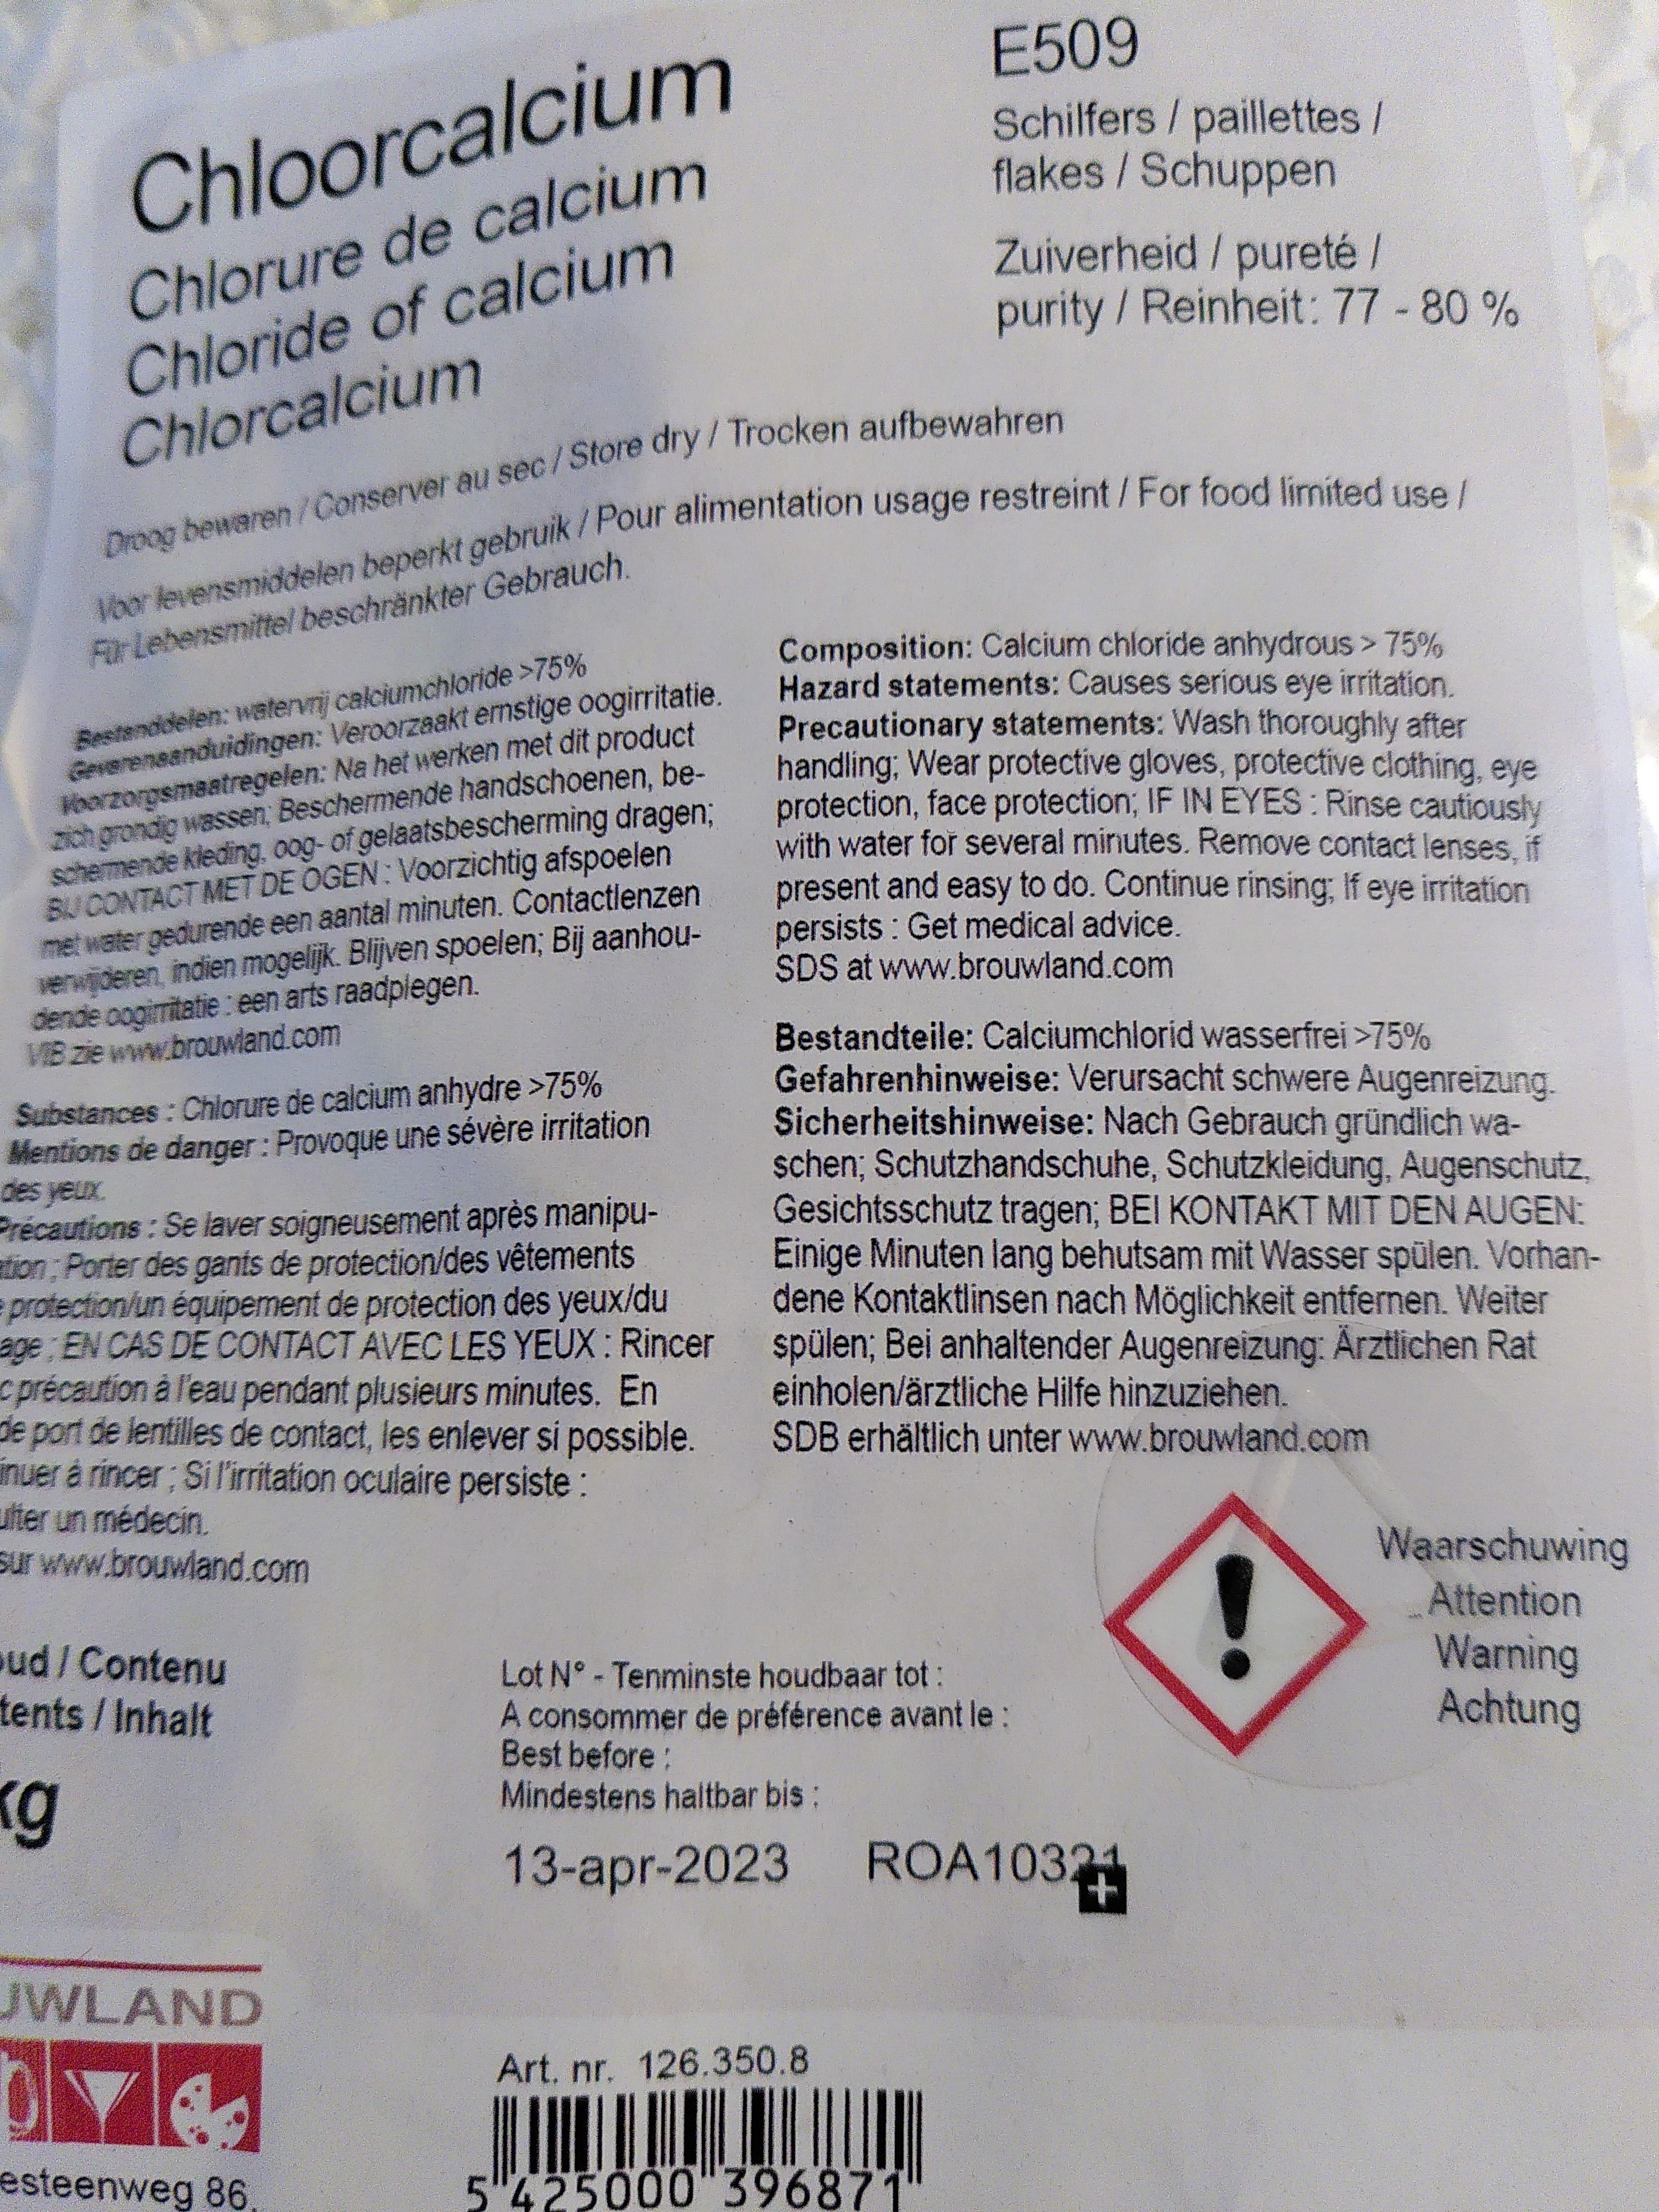 Chloorcalcium
Chlorure de calcium
Chloride of calcium
Chlorcalcium
E509
Schilfers / paillettes /
flakes / Schuppen
Zuiverheid / pureté /
purity / Reinheit: 77 - 80 %
Droog bewaren / Conserver au sec / Store dry / Trocken aufbewahren
Voor levensmiddelen beperkt gebruik / Pour alimentation usage restreint / For food limited use /
Für Lebensmittel beschränkter Gebrauch.
Bestanddelen: watervrij calciumchloride >75%
Gevarenaanduidingen: Veroorzaakt ernstige oogirritatie.
Voorzorgsmaatregelen: Na het werken met dit product
zich grondig wassen; Beschermende handschoenen, be-
schermende kleding, oog- of gelaatsbescherming dragen;
BIJ CONTACT MET DE OGEN : Voorzichtig afspoelen
met water gedurende een aantal minuten. Contactlenzen
verwijderen, indien mogelijk. Blijven spoelen; Bij aanhou-
dende oogirritatie : een arts raadplegen.
VIB zie www.brouwland.com
Substances : Chlorure de calcium anhydre >75%
Mentions de danger : Provoque une sévère irritation
des yeux.
Précautions : Se laver soigneusement après manipu-
ation ; Porter des gants de protection/des vêtements
e protection/un équipement de protection des yeux/du
age ; EN CAS DE CONTACT AVEC LES YEUX : Rincer
c précaution à l'eau pendant plusieurs minutes. En
de port de lentilles de contact, les enlever si possible.
inuer à rincer ; Si l'irritation oculaire persiste :
ulter un médecin.
sur www.brouwland.com
Composition: Calcium chloride anhydrous > 75%
Hazard statements: Causes serious eye irritation.
Precautionary statements: Wash thoroughly after
handling; Wear protective gloves, protective clothing, eye
protection, face protection; IF IN EYES : Rinse cautiously
with water for several minutes. Remove contact lenses, if
present and easy to do. Continue rinsing; If eye irritation
persists : Get medical advice.
SDS at www.brouwland.com
Bestandteile: Calciumchlorid wasserfrei >75%
Gefahrenhinweise: Verursacht schwere Augenreizung.
Sicherheitshinweise: Nach Gebrauch gründlich wa-
schen; Schutzhandschuhe, Schutzkleidung, Augenschutz,
Gesichtsschutz tragen; BEI KONTAKT MIT DEN AUGEN:
Einige Minuten lang behutsam mit Wasser spülen. Vorhan-
dene Kontaktlinsen nach Möglichkeit entfernen. Weiter
spülen; Bei anhaltender Augenreizung: Ärztlichen Rat
einholen/ärztliche Hilfe hinzuziehen.
SDB erhältlich unter www.brouwland.com
Waarschuwing
Attention
Warning
Achtung
oud / Contenu
tents / Inhalt
kg
Lot N° - Tenminste houdbaar tot :
A consommer de préférence avant le :
Best before :
Mindestens haltbar bis :
13-apr-2023 ROA10321
UWLAND
Art. nr. 126.350.8
5 425000 396871
esteenweg 86.